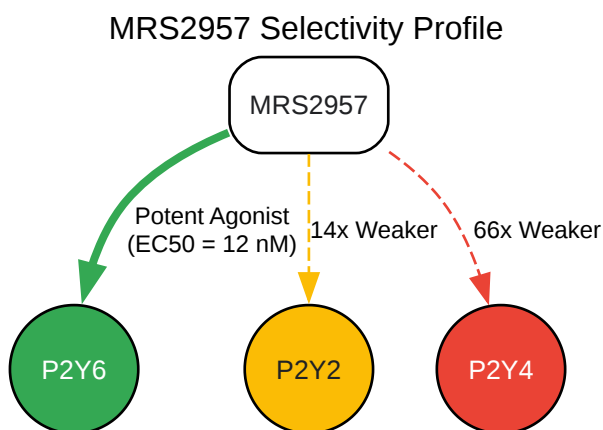 MRS2957 Selectivity Profile
MRS2957
Potent Agonist
(EC50 = 12 nM)
14x Weaker
66x Weaker
P2Y6
P2Y2
P2Y4